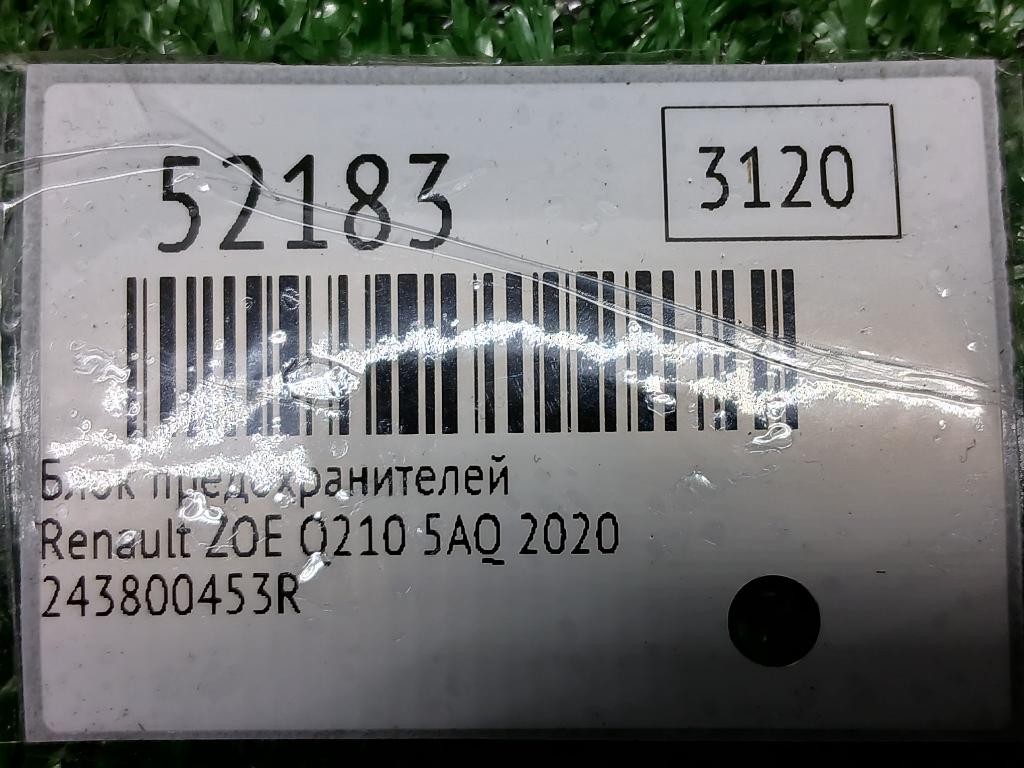 52183
3120
Блок предохранителей
Renault ZOE Q210 5AQ 2020
243800453R